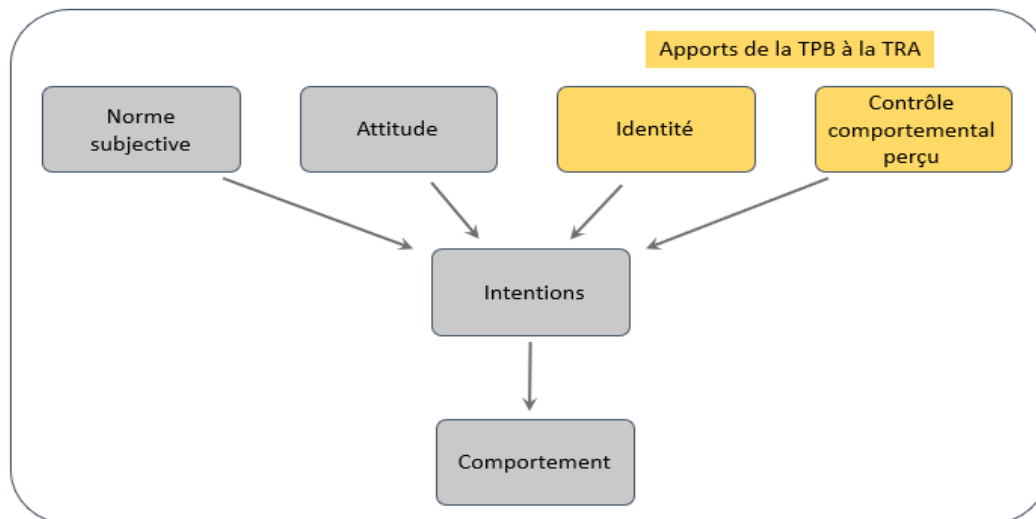 Apports de la TPB à la TRA
Norme
subjective
Attitude
Identité
Contrôle
comportemental
perçu
Intentions
Comportement